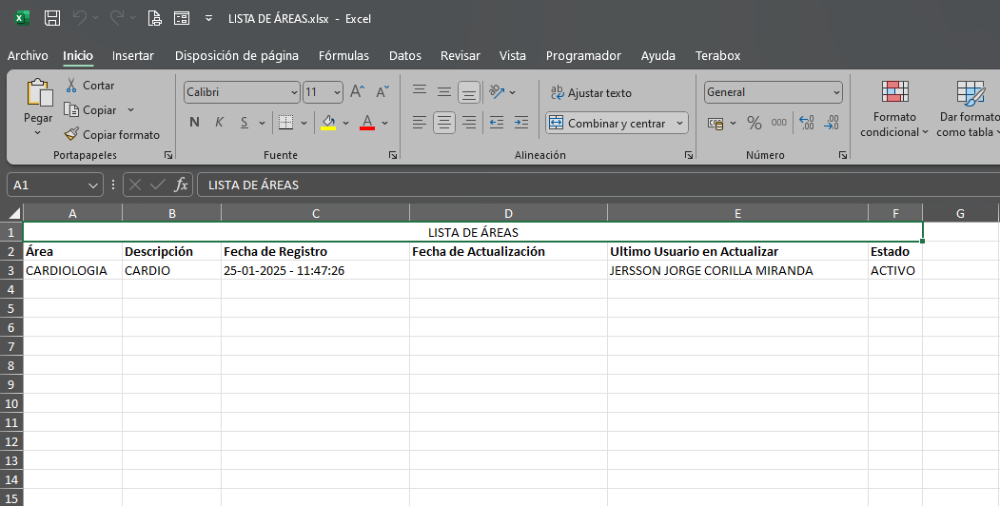 LISTA DE ÁREAS.xlsx - Excel
Archivo Inicio Insertar Disposición de página Fórmulas Datos Revisar Vista Programador Ayuda Terabox
Pegar
Cortar
Copiar
Copiar formato
Portapapeles
Calibri 11
N K S
Fuente
Ajustar texto
Combinar y centrar
Alineación
General
% 000
Número
Formato
condicional
Dar formato
como tabla
A1 fx LISTA DE ÁREAS
A B C D E F G
1 LISTA DE ÁREAS
2 Área Descripción Fecha de Registro Fecha de Actualización Ultimo Usuario en Actualizar Estado
3 CARDIOLOGIA CARDIO 25-01-2025 - 11:47:26 JERSSON JORGE CORILLA MIRANDA ACTIVO
4
5
6
7
8
9
10
11
12
13
14
15